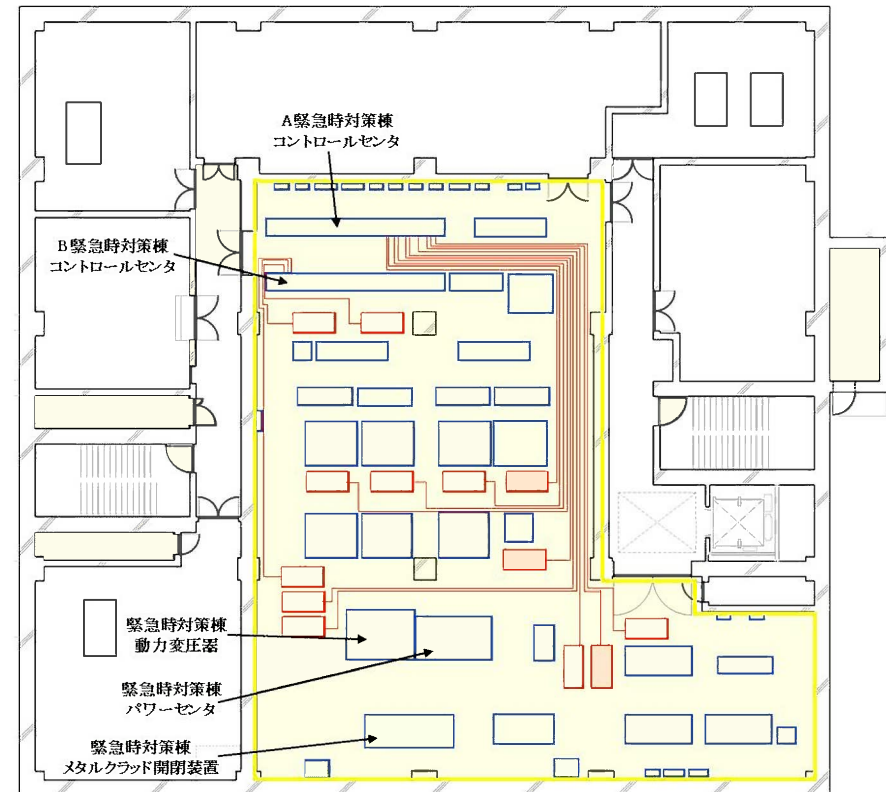 A緊急時対策棟
コントロールセンタ
B緊急時対策棟
コントロールセンタ
緊急時対策棟
動力変圧器
緊急時対策棟
パワーセンタ
緊急時対策棟
メタルクラッド開閉装置